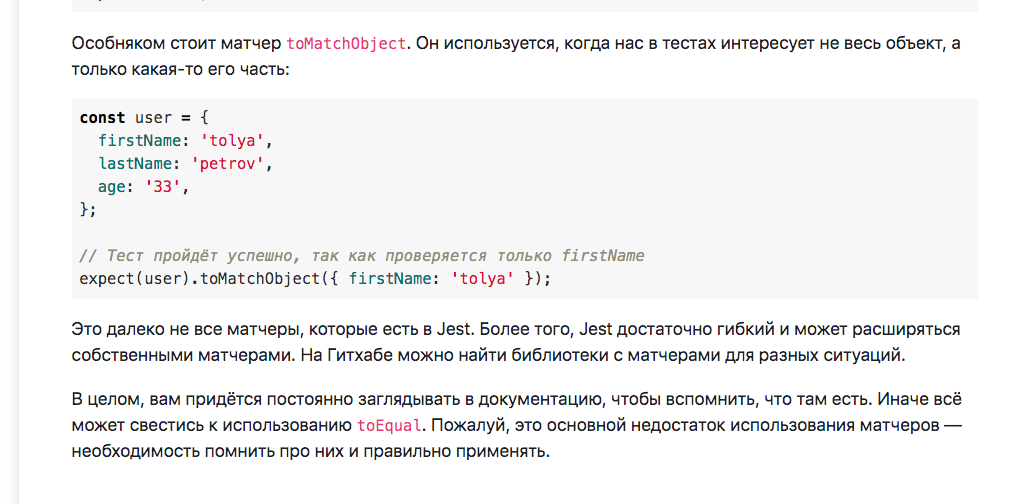 Особняком стоит матчер toMatchObject. Он используется, когда нас в тестах интересует не весь объект, а
только какая-то его часть:
const user = {
  firstName: 'tolya',
  lastName: 'petrov',
  age: '33',
};
// Тест пройдёт успешно, так как проверяется только firstName
expect(user).toMatchObject({ firstName: 'tolya' });
Это далеко не все матчеры, которые есть в Jest. Более того, Jest достаточно гибкий и может расширяться
собственными матчерами. На Гитхабе можно найти библиотеки с матчерами для разных ситуаций.
В целом, вам придётся постоянно заглядывать в документацию, чтобы вспомнить, что там есть. Иначе всё
может свестись к использованию toEqual. Пожалуй, это основной недостаток использования матчеров —
необходимость помнить про них и правильно применять.